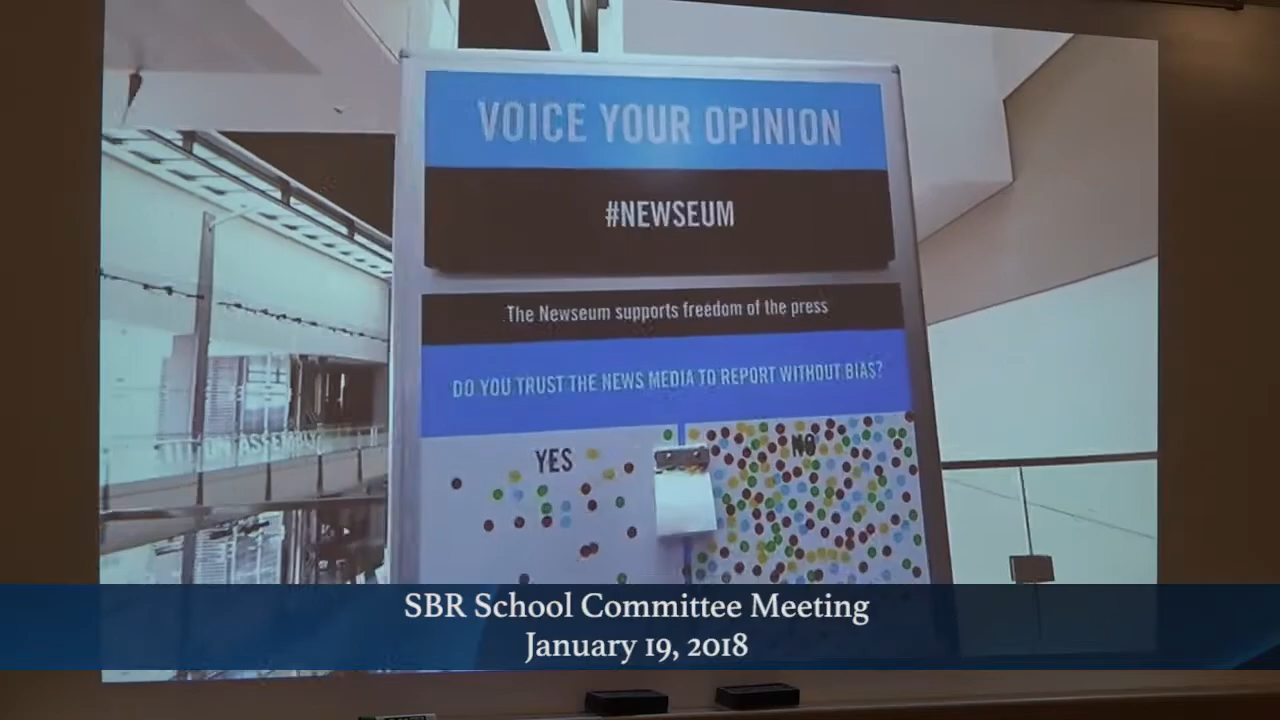 VOICE YOUR OPINION
#NEWSEUM
The Newseum supports freedom of the press
DO YOU TRUST THE NEWS MEDIA TO REPORT WITHOUT BIAS?
YES
NO
ASSEMBLY
SBR School Committee Meeting
January 19, 2018